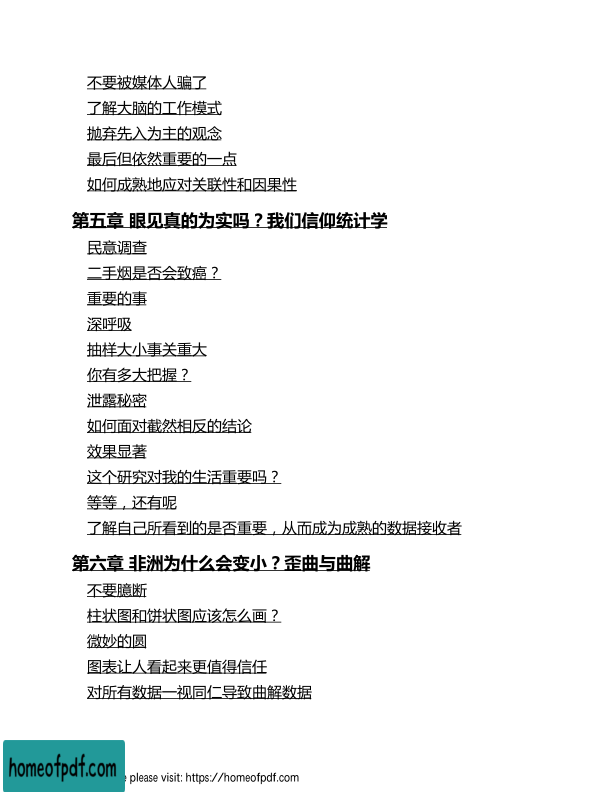 不要被媒体人骗了
了解大脑的工作模式
抛弃先入为主的观念
最后但依然重要的一点
如何成熟地应对关联性和因果性
第五章 眼见真的为实吗？我们信仰统计学
民意调查
二手烟是否会致癌？
重要的事
深呼吸
抽样大小事关重大
你有多大把握？
泄露秘密
如何面对截然相反的结论
效果显著
这个研究对我的生活重要吗？
等等，还有呢
了解自己所看到的是否重要，从而成为成熟的数据接收者
第六章 非洲为什么会变小？歪曲与曲解
不要臆断
柱状图和饼状图应该怎么画？
微妙的圆
图表让人看起来更值得信任
对所有数据一视同仁导致曲解数据
homeofpdf.com
please visit: https://homeofpdf.com